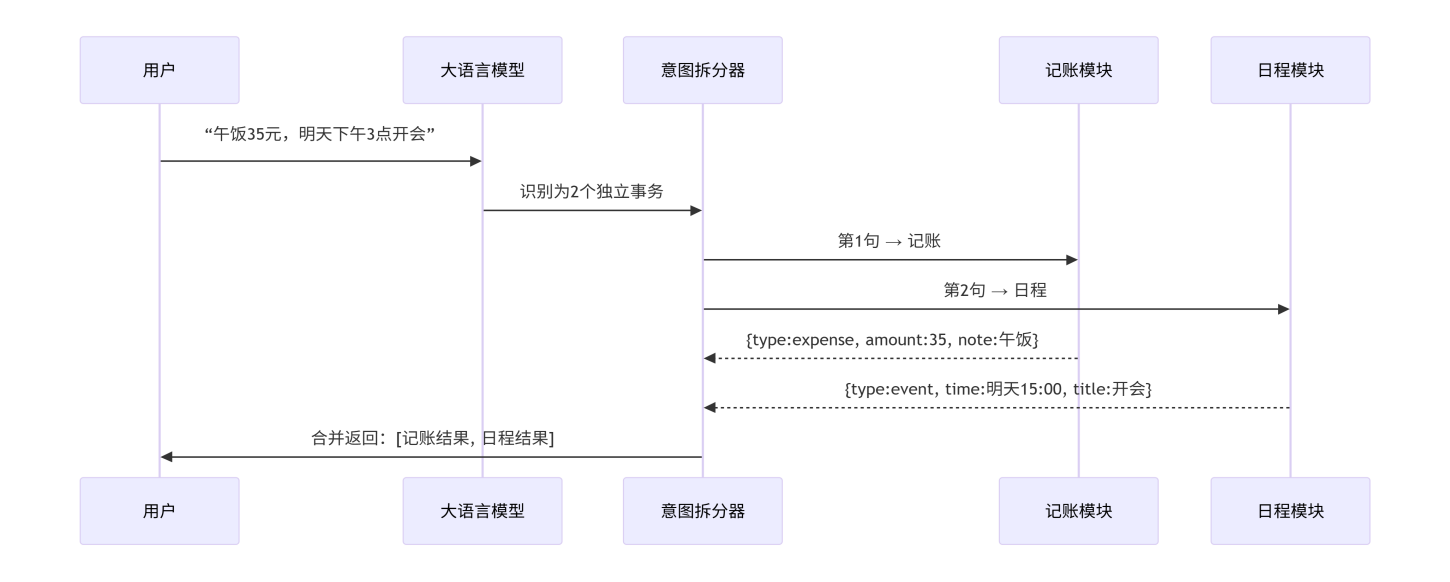 用户
大语言模型
意图拆分器
记账模块
日程模块
“午饭35元，明天下午3点开会”
识别为2个独立事务
第1句 → 记账
第2句 → 日程
{type:expense, amount:35, note:午饭}
{type:event, time:明天15:00, title:开会}
合并返回：[记账结果, 日程结果]
用户
大语言模型
意图拆分器
记账模块
日程模块